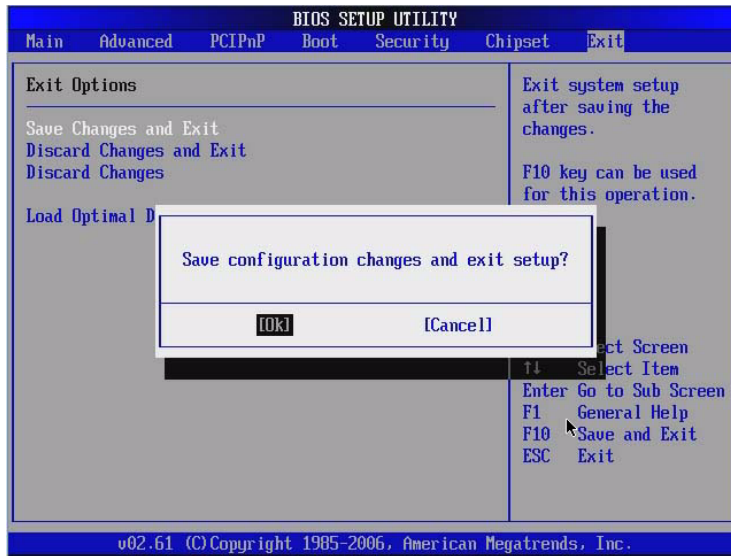 BIOS SETUP UTILITY
Main Advanced PCIPnP Boot Security Chipset Exit
Exit Options
Save Changes and Exit
Discard Changes and Exit
Discard Changes
Load Optimal D
Save configuration changes and exit setup?
[Ok] [Cancel]
Exit system setup
after saving the
changes.
F10 key can be used
for this operation.
ect Screen
↑↓ Select Item
Enter Go to Sub Screen
F1 General Help
F10 Save and Exit
ESC Exit
v02.61 (C)Copyright 1985-2006, American Megatrends, Inc.